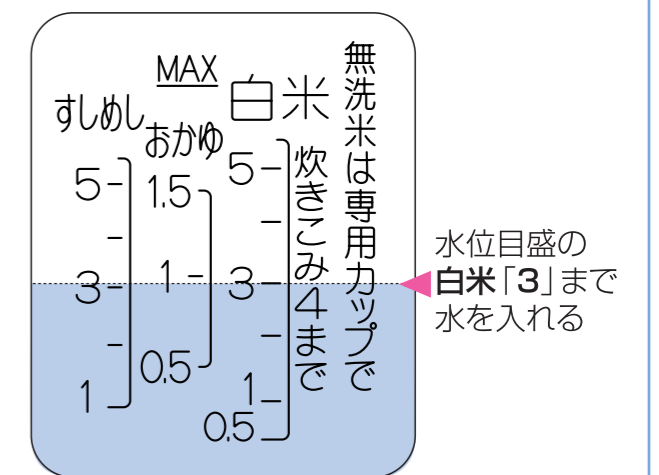 無洗米は専用カップで
炊きこみ4まで
白米
5
3
1
0.5
MAX
おかゆ
1.5
1
0.5
すしめし
5
3
1
水位目盛の
白米「3」まで
水を入れる